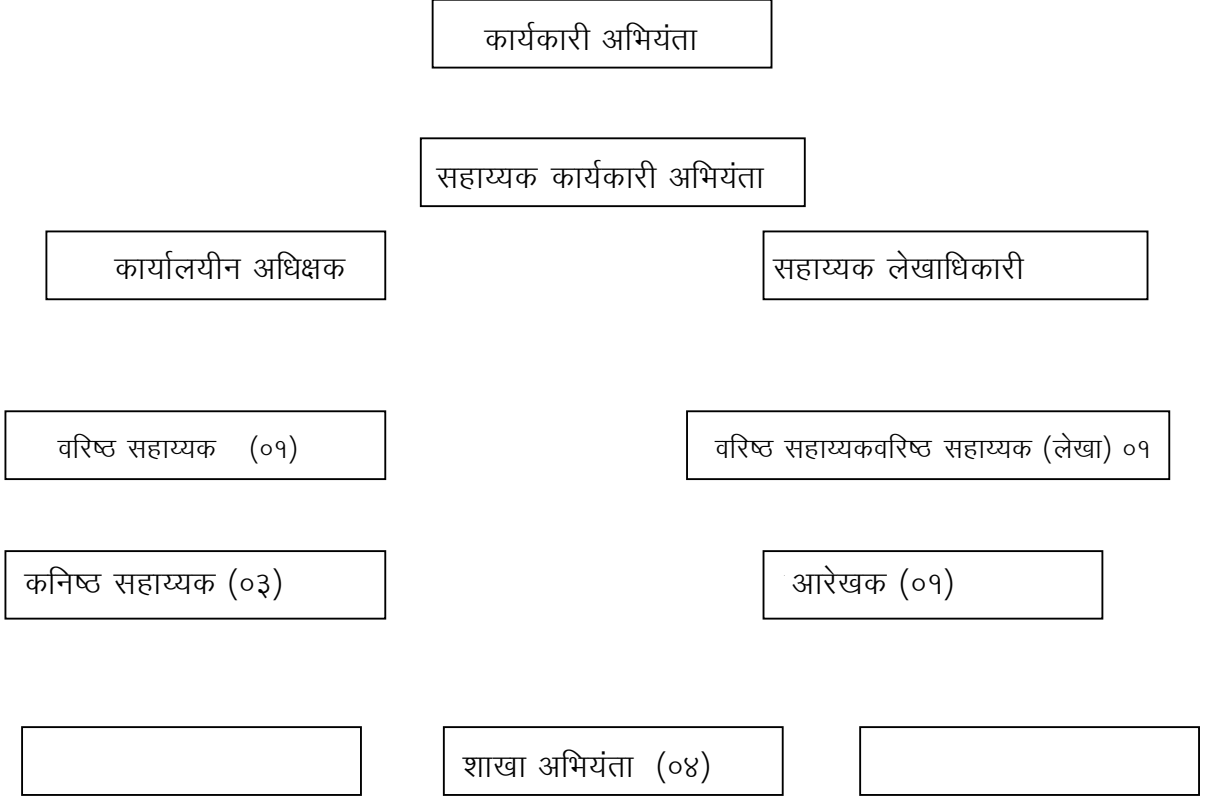 कार्यकारी अभियंता
सहाय्यक कार्यकारी अभियंता
कार्यालयीन अधिक्षक
सहाय्यक लेखाधिकारी
वरिष्ठ सहाय्यक (०१)
वरिष्ठ सहाय्यकवरिष्ठ सहाय्यक (लेखा) ०१
कनिष्ठ सहाय्यक (०३)
आरेखक (०१)
शाखा अभियंता (०४)